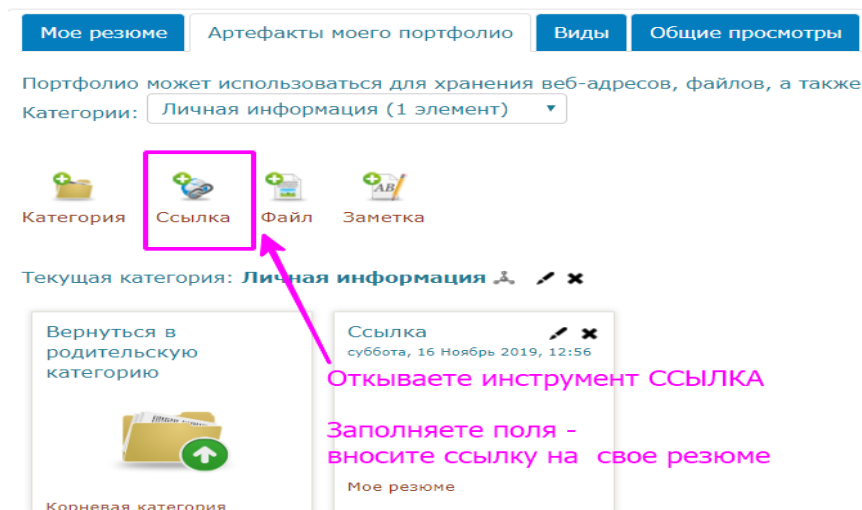 Мое резюме Артефакты моего портфолио Виды Общие просмотры
Портфолио может использоваться для хранения веб-адресов, файлов, а также
Категории: Личная информация (1 элемент)
Категория Ссылка Файл Заметка
Текущая категория: Личная информация
Вернуться в
родительскую
категорию
Корневая категория
Ссылка
суббота, 16 Ноябрь 2019, 12:56
Откываете инструмент ССЫЛКА
Заполняете поля -
вносите ссылку на свое резюме
Мое резюме